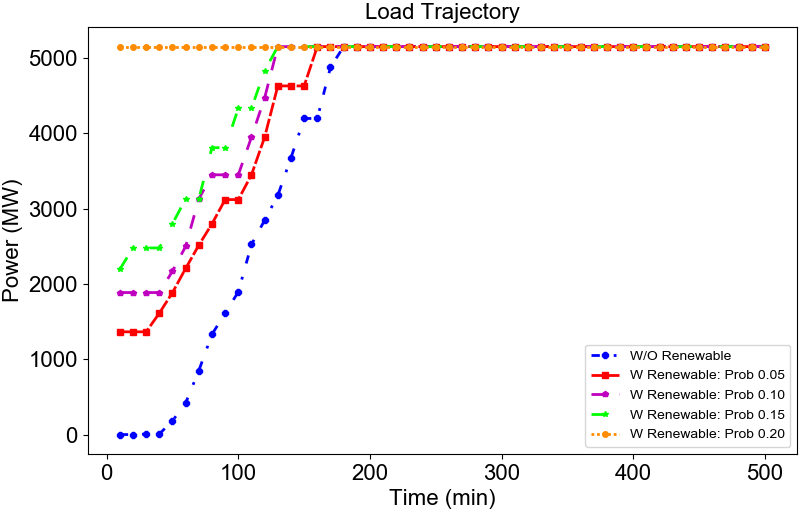 Load Trajectory
Power (MW)
5000
4000
3000
2000
1000
0
0 100 200 300 400 500
Time (min)
W/O Renewable
W Renewable: Prob 0.05
W Renewable: Prob 0.10
W Renewable: Prob 0.15
W Renewable: Prob 0.20